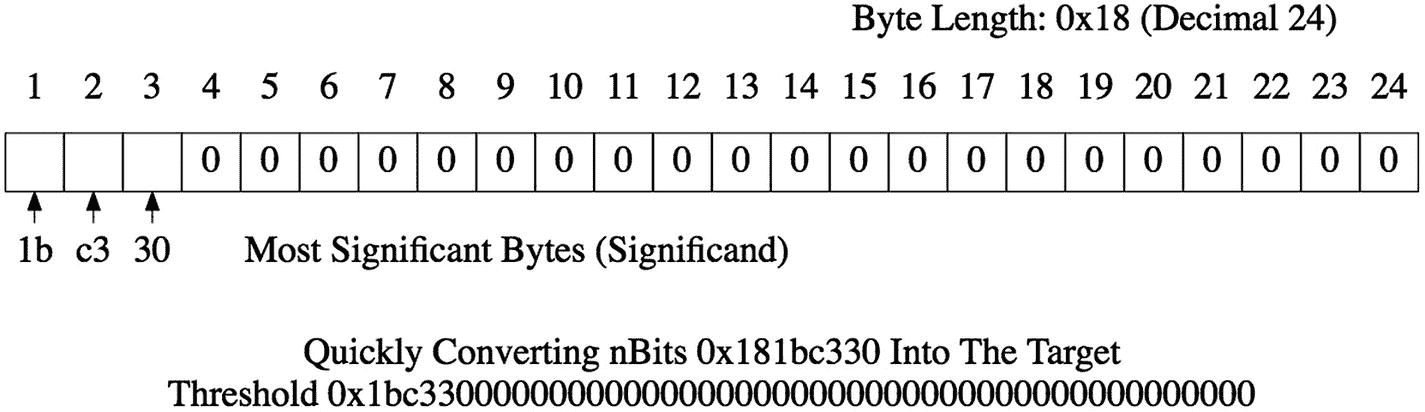 Byte Length: 0x18 (Decimal 24)
1 2 3 4 5 6 7 8 9 10 11 12 13 14 15 16 17 18 19 20 21 22 23 24
0 0 0 0 0 0 0 0 0 0 0 0 0 0 0 0 0 0 0 0 0
1b c3 30 Most Significant Bytes (Significand)
Quickly Converting nBits 0x181bc330 Into The Target
Threshold 0x1bc330000000000000000000000000000000000000000000